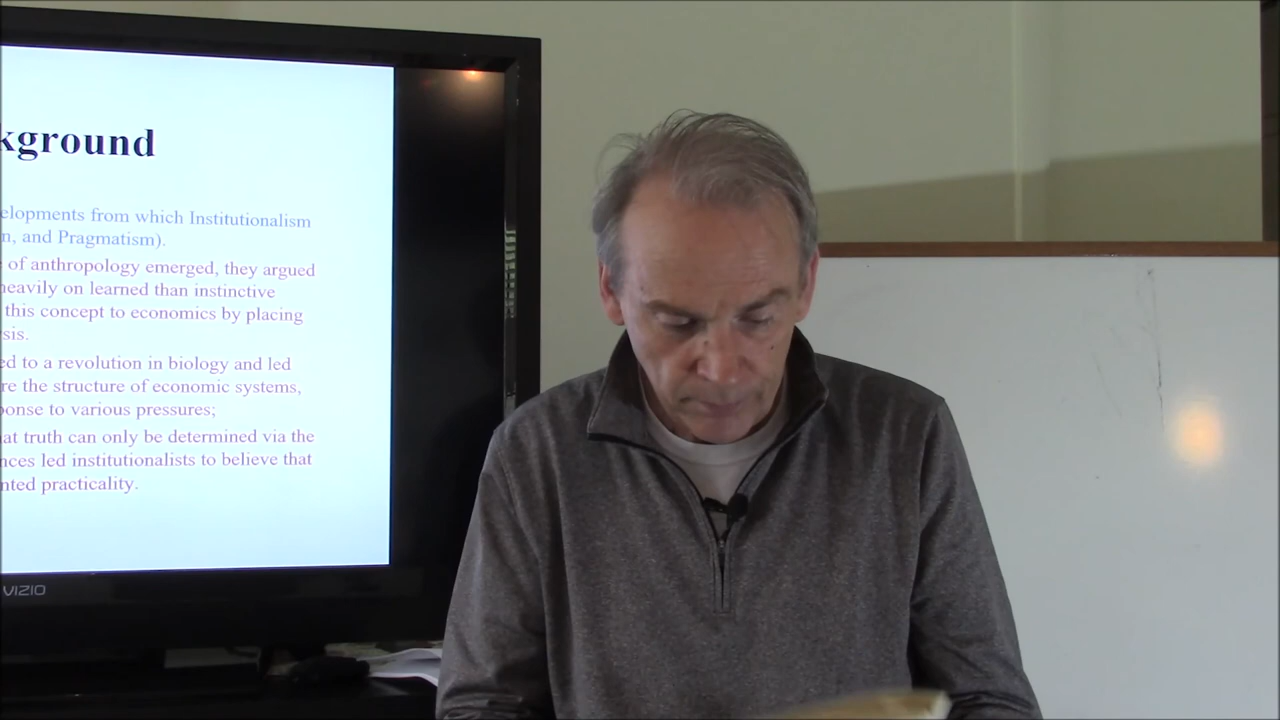 kground
elopments from which Institutionalism
n, and Pragmatism).
of anthropology emerged, they argued
heavily on learned than instinctive
this concept to economics by placing
sis.
ed to a revolution in biology and led
re the structure of economic systems,
ponse to various pressures;
at truth can only be determined via the
nces led institutionalists to believe that
nted practicality.
VIZIO